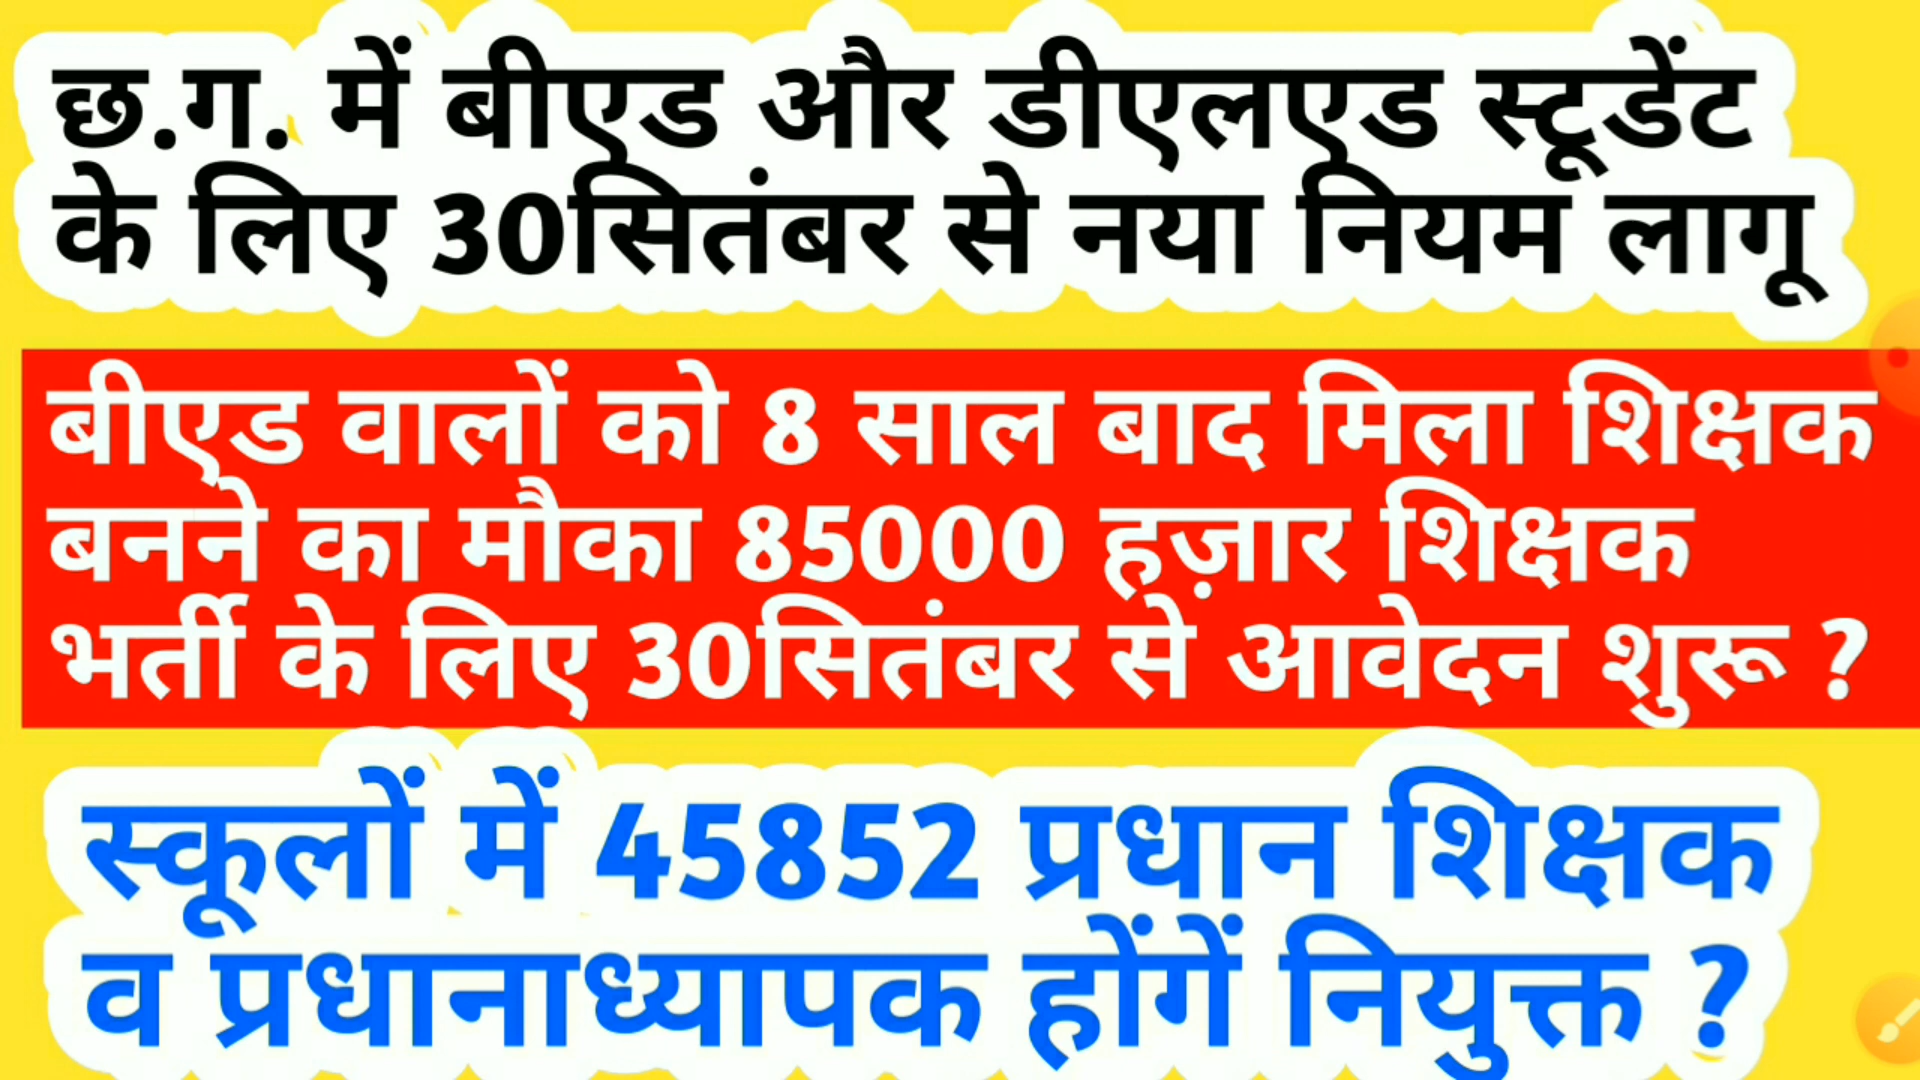 छ.ग. में बीएड और डीएलएड स्टूडेंट
के लिए 30सितंबर से नया नियम लागू
बीएड वालों को 8 साल बाद मिला शिक्षक
बनने का मौका 85000 हज़ार शिक्षक
भर्ती के लिए 30सितंबर से आवेदन शुरू ?
स्कूलों में 45852 प्रधान शिक्षक
व प्रधानाध्यापक होंगें नियुक्त ?